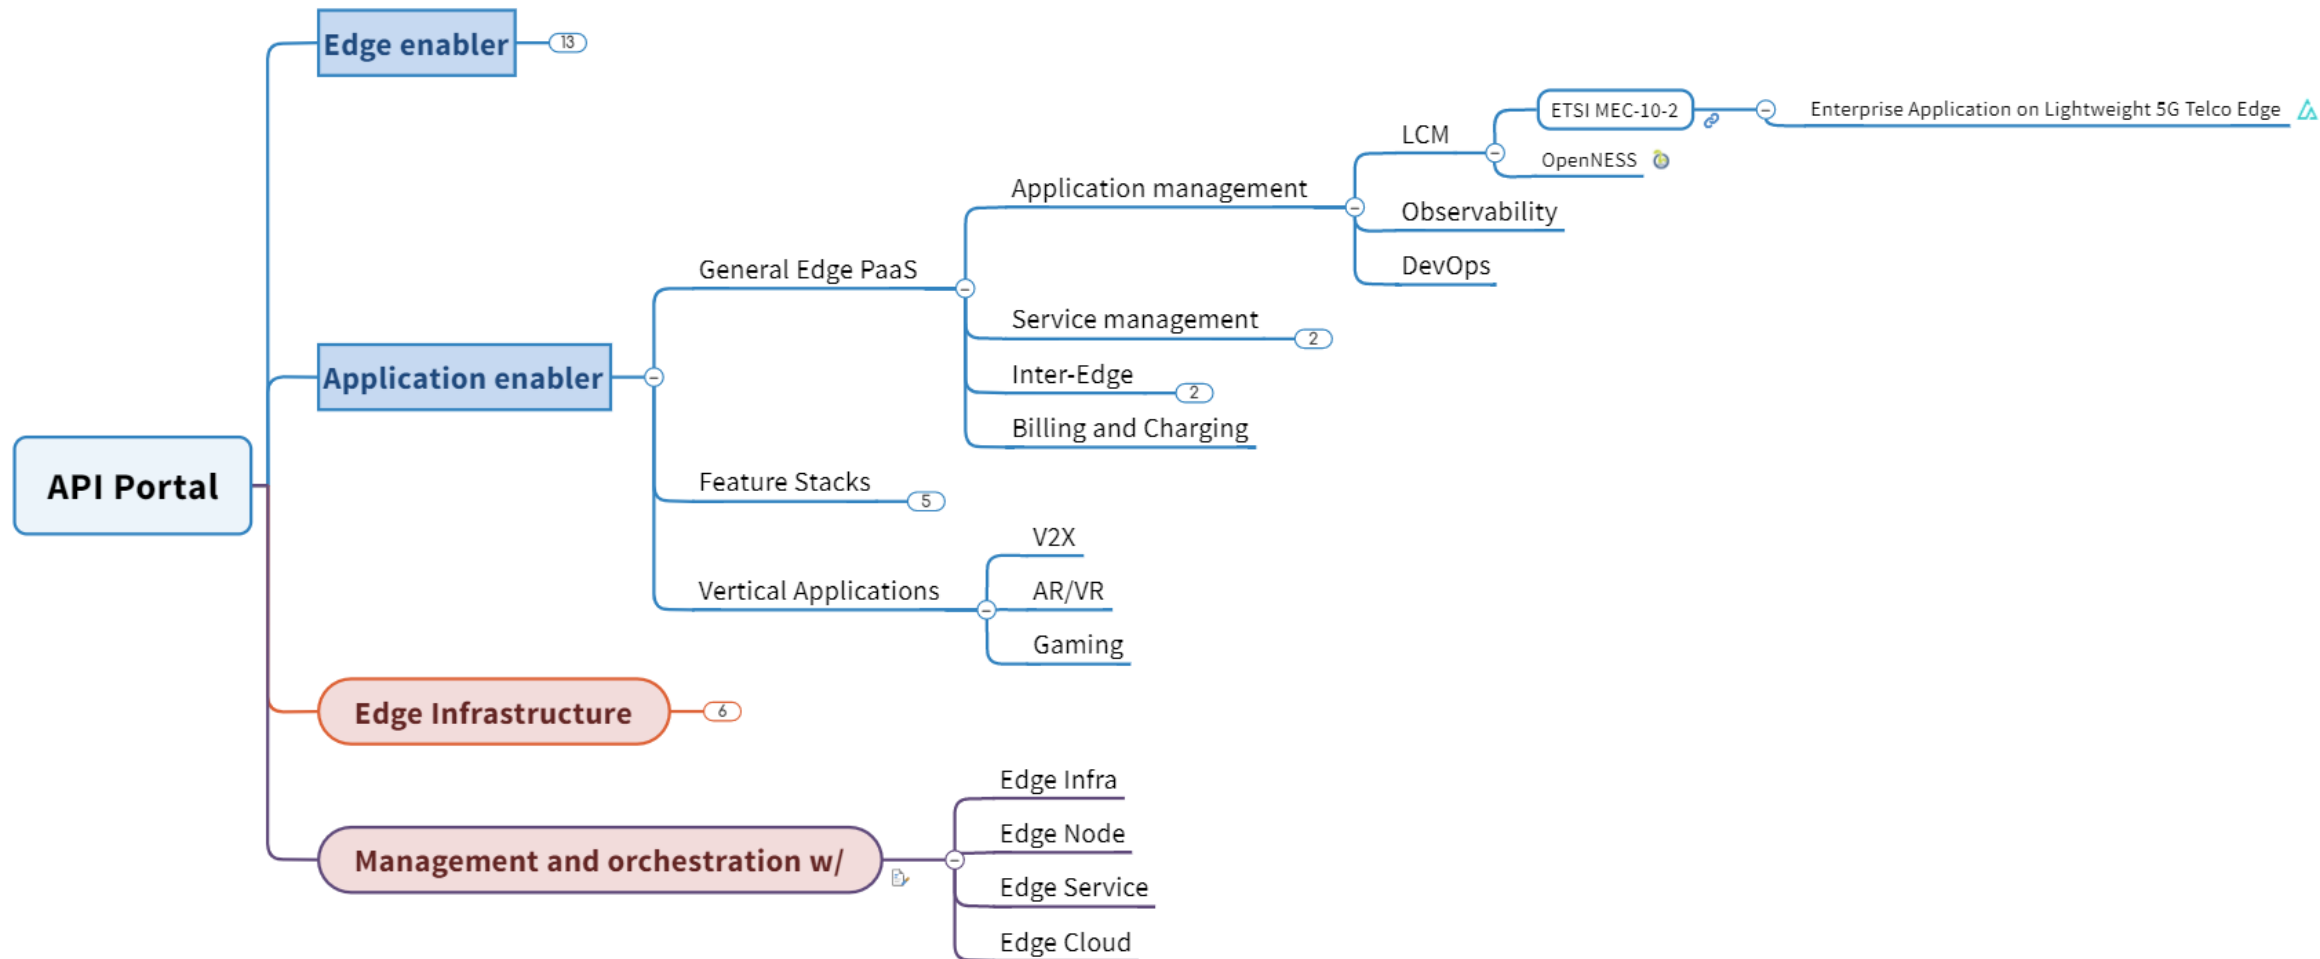 Edge enabler
13
ETSI MEC-10-2
Enterprise Application on Lightweight 5G Telco Edge
LCM
OpenNESS
Application management
Observability
General Edge PaaS
DevOps
Service management
2
Application enabler
Inter-Edge
2
Billing and Charging
API Portal
Feature Stacks
5
V2X
Vertical Applications
AR/VR
Gaming
Edge Infrastructure
6
Edge Infra
Edge Node
Management and orchestration w/
Edge Service
Edge Cloud